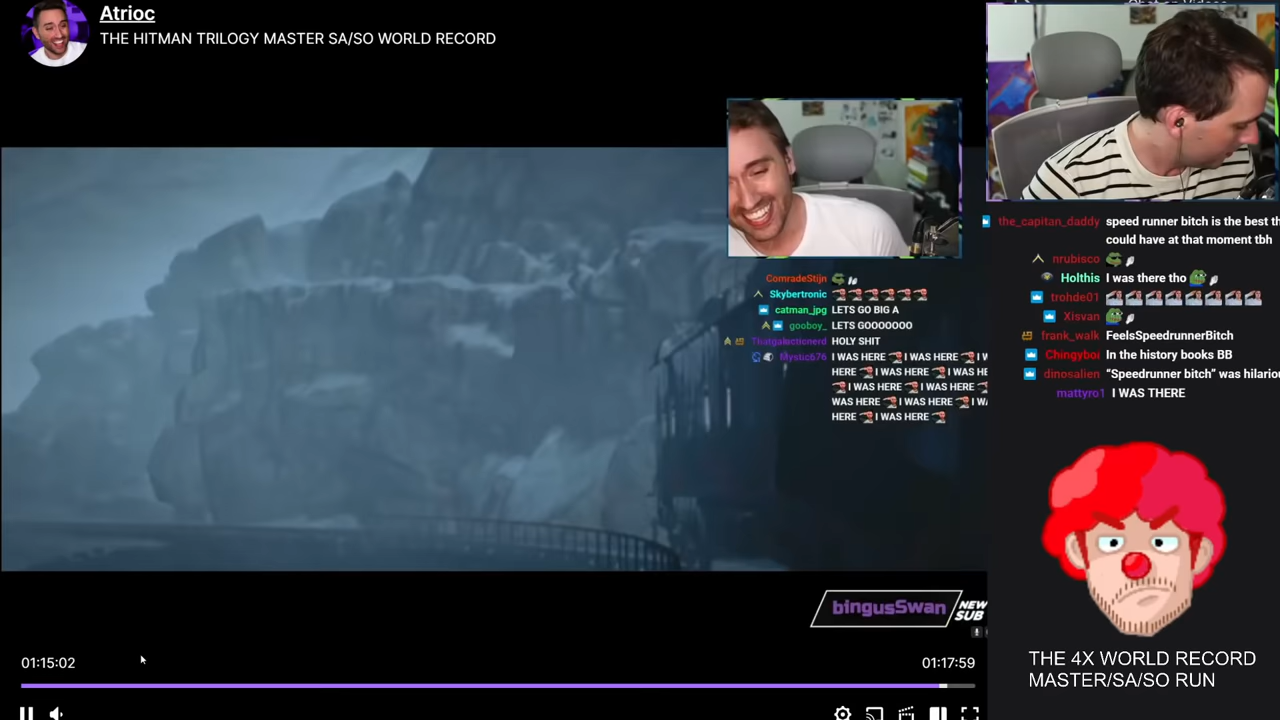 Atrioc
THE HITMAN TRILOGY MASTER SA/SO WORLD RECORD
ComradeStijn
Skybertronic
catman_jpg LETS GO BIG A
gooboy_ LETS GOOOOOOO
Thatgalacticnerd HOLY SHIT
Mystic676 I WAS HERE I WAS HERE I W
HERE I WAS HERE I WAS HE
I WAS HERE I WAS HERE
WAS HERE I WAS HERE I WA
HERE I WAS HERE
bingusSwan NEW
SUB
01:15:02
01:17:59
the_capitan_daddy speed runner bitch is the best th
could have at that moment tbh
nrubisco
Holthis I was there tho
trohde01
Xisvan
frank_walk FeelsSpeedrunnerBitch
Chingyboi In the history books BB
dinosalien “Speedrunner bitch” was hilario
mattyro1 I WAS THERE
THE 4X WORLD RECORD
MASTER/SA/SO RUN